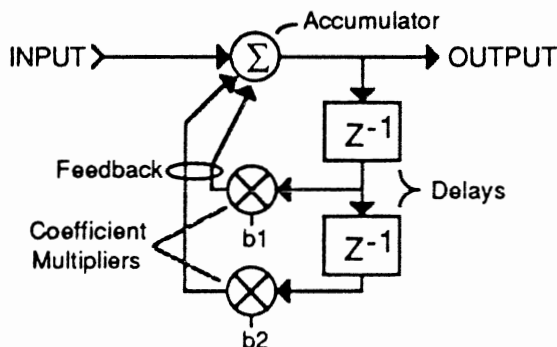 Accumulator
INPUT
Σ
OUTPUT
Z-1
Feedback
Delays
b1
Coefficient
Multipliers
Z-1
b2